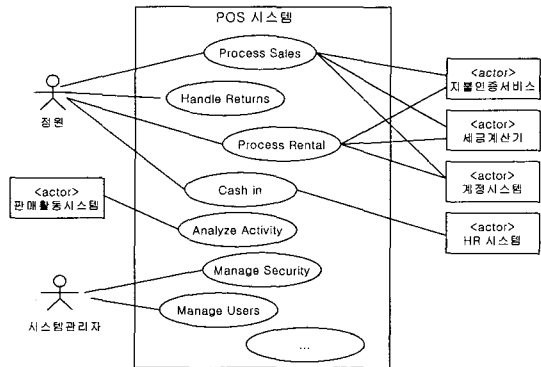 POS 시스템
Process Sales
<actor>
지불인증서비스
Handle Returns
점원
<actor>
세금계산기
Process Rental
<actor>
계정시스템
Cash in
<actor>
판매활동시스템
<actor>
HR 시스템
Analyze Activity
Manage Security
Manage Users
시스템관리자
...